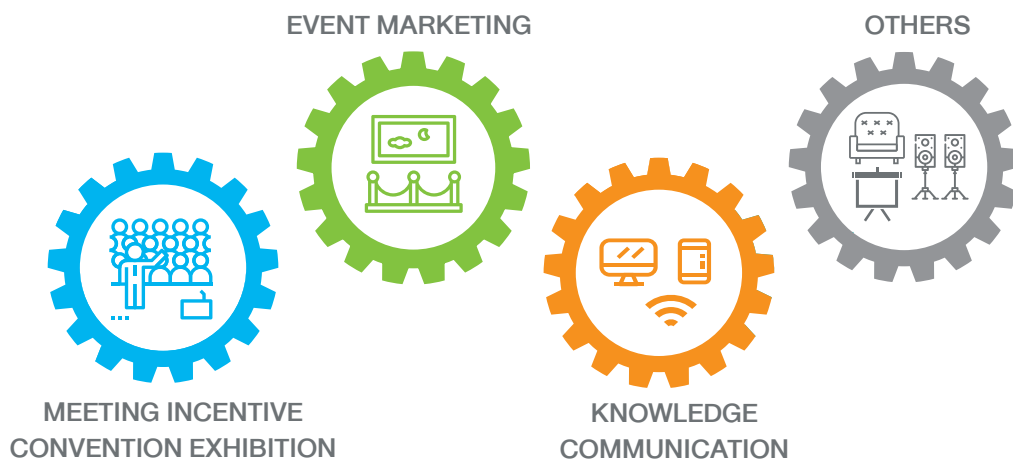 EVENT MARKETING
OTHERS
MEETING INCENTIVE
CONVENTION EXHIBITION
KNOWLEDGE
COMMUNICATION